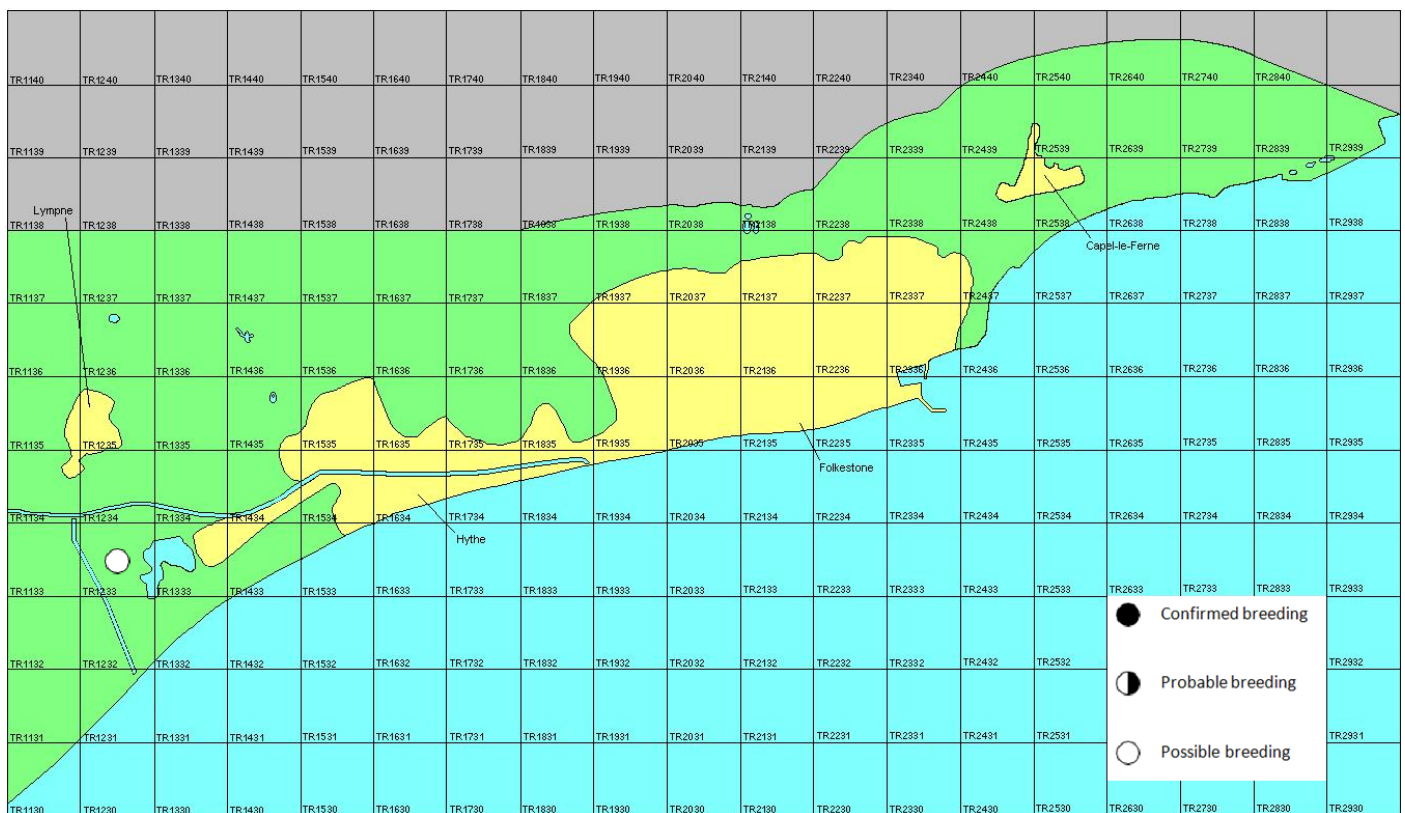 TR1140 TR1240 TR1340 TR1440 TR1540 TR1640 TR1740 TR1840 TR1940 TR2040 TR2140 TR2240 TR2340 TR2440 TR2540 TR2640 TR2740 TR2840
TR1139 TR1239 TR1339 TR1439 TR1539 TR1639 TR1739 TR1839 TR1939 TR2039 TR2139 TR2239 TR2339 TR2439 TR2539 TR2639 TR2739 TR2839 TR2939
Lympne
TR1138 TR1238 TR1338 TR1438 TR1538 TR1638 TR1738 TR1838 TR1938 TR2038 TR2138 TR2238 TR2338 TR2438 TR2538 TR2638 TR2738 TR2838 TR2938
Capel-le-Ferne
TR1137 TR1237 TR1337 TR1437 TR1537 TR1637 TR1737 TR1837 TR1937 TR2037 TR2137 TR2237 TR2337 TR2437 TR2537 TR2637 TR2737 TR2837 TR2937
TR1136 TR1236 TR1336 TR1436 TR1536 TR1636 TR1736 TR1836 TR1936 TR2036 TR2136 TR2236 TR2336 TR2436 TR2536 TR2636 TR2736 TR2836 TR2936
TR1135 TR1235 TR1335 TR1435 TR1535 TR1635 TR1735 TR1835 TR1935 TR2035 TR2135 TR2235 TR2335 TR2435 TR2535 TR2635 TR2735 TR2835 TR2935
Folkestone
TR1134 TR1234 TR1334 TR1434 TR1534 TR1634 TR1734 TR1834 TR1934 TR2034 TR2134 TR2234 TR2334 TR2434 TR2534 TR2634 TR2734 TR2834 TR2934
Hythe
TR1133 TR1233 TR1333 TR1433 TR1533 TR1633 TR1733 TR1833 TR1933 TR2033 TR2133 TR2233 TR2333 TR2433 TR2533 TR2633 TR2733 TR2833 TR2933
Confirmed breeding
TR1132 TR1232 TR1332 TR1432 TR1532 TR1632 TR1732 TR1832 TR1932 TR2032 TR2132 TR2232 TR2332 TR2432 TR2532 TR2932
Probable breeding
TR1131 TR1231 TR1331 TR1431 TR1531 TR1631 TR1731 TR1831 TR1931 TR2031 TR2131 TR2231 TR2331 TR2431 TR2531 TR2931
Possible breeding
TR1130 TR1230 TR1330 TR1430 TR1530 TR1630 TR1730 TR1830 TR1930 TR2030 TR2130 TR2230 TR2330 TR2430 TR2530 TR2630 TR2730 TR2830 TR2930